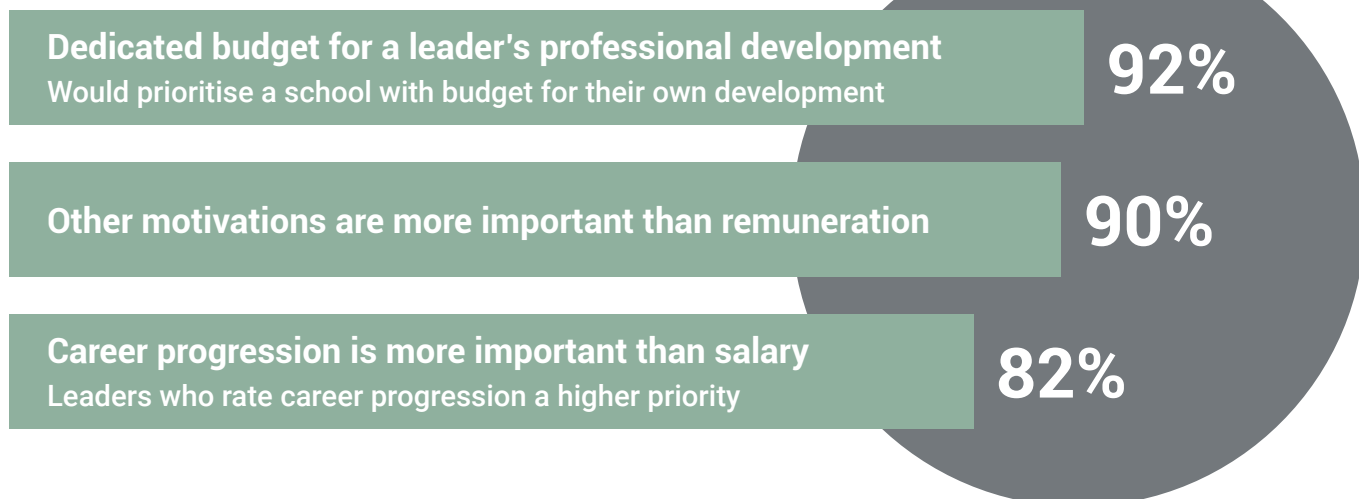 Dedicated budget for a leader's professional development
Would prioritise a school with budget for their own development
92%
Other motivations are more important than remuneration
90%
Career progression is more important than salary
Leaders who rate career progression a higher priority
82%